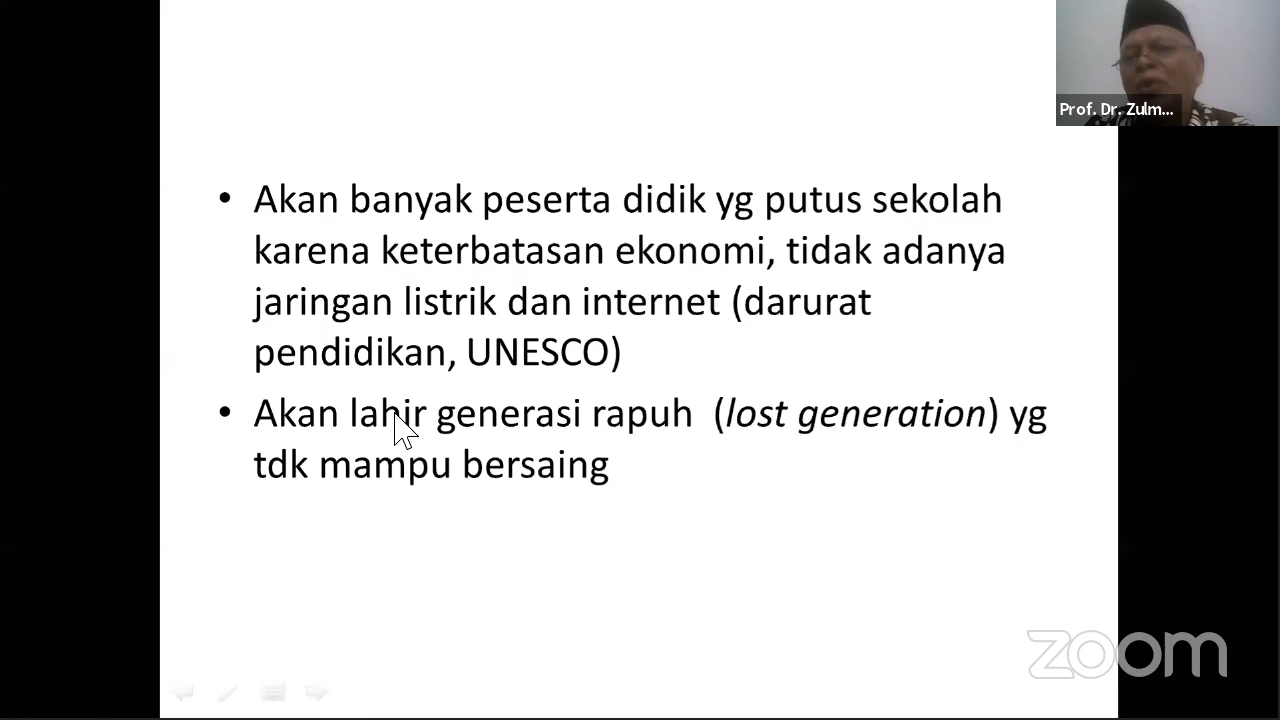 Prof. Dr. Zulm...
• Akan banyak peserta didik yg putus sekolah
karena keterbatasan ekonomi, tidak adanya
jaringan listrik dan internet (darurat
pendidikan, UNESCO)
• Akan lahir generasi rapuh (lost generation) yg
tdk mampu bersaing
zoom